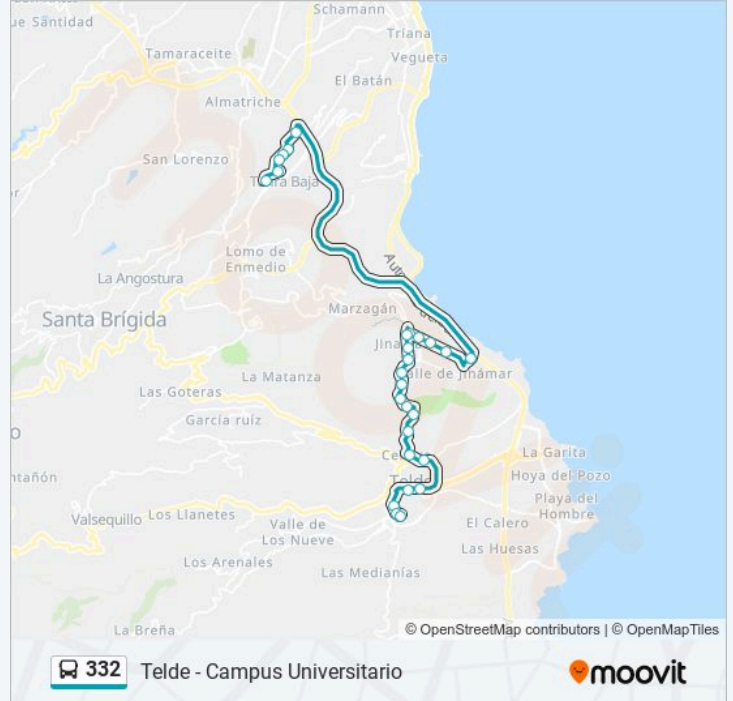 Schamann
ue Santidad
Triana
Tamaraceite
Vegueta
El Batán
Almatriche
San Lorenzo
Tafira Baja
Lomo de
Enmedio
La Angostura
Marzagán
Santa Brígida
La Matanza
Valle de Jinámar
Las Goteras
García ruiz
La Garita
Telde
Hoya del Pozo
Playa del
Hombre
Valsequillo
Los Llanetes
Valle de
Los Nueve
El Calero
Las Huesas
Los Arenales
Las Medianías
La Breña
© OpenStreetMap contributors | © OpenMapTiles
332 Telde - Campus Universitario
moovit